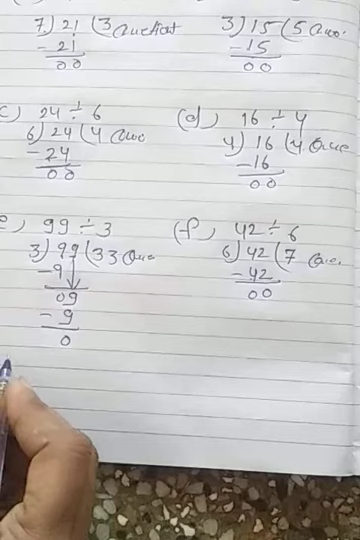 7) 21 (3 Quotient
- 21
00
3) 15 (5 Quo.
- 15
00
c) 24 ÷ 6
6) 24 (4 Quo
- 24
00
(d) 16 ÷ 4
4) 16 (4 Quo
- 16
00
e) 99 ÷ 3
3) 99 (33 Quo
- 9
09
- 9
0
(f) 42 ÷ 6
6) 42 (7 Quo.
- 42
00